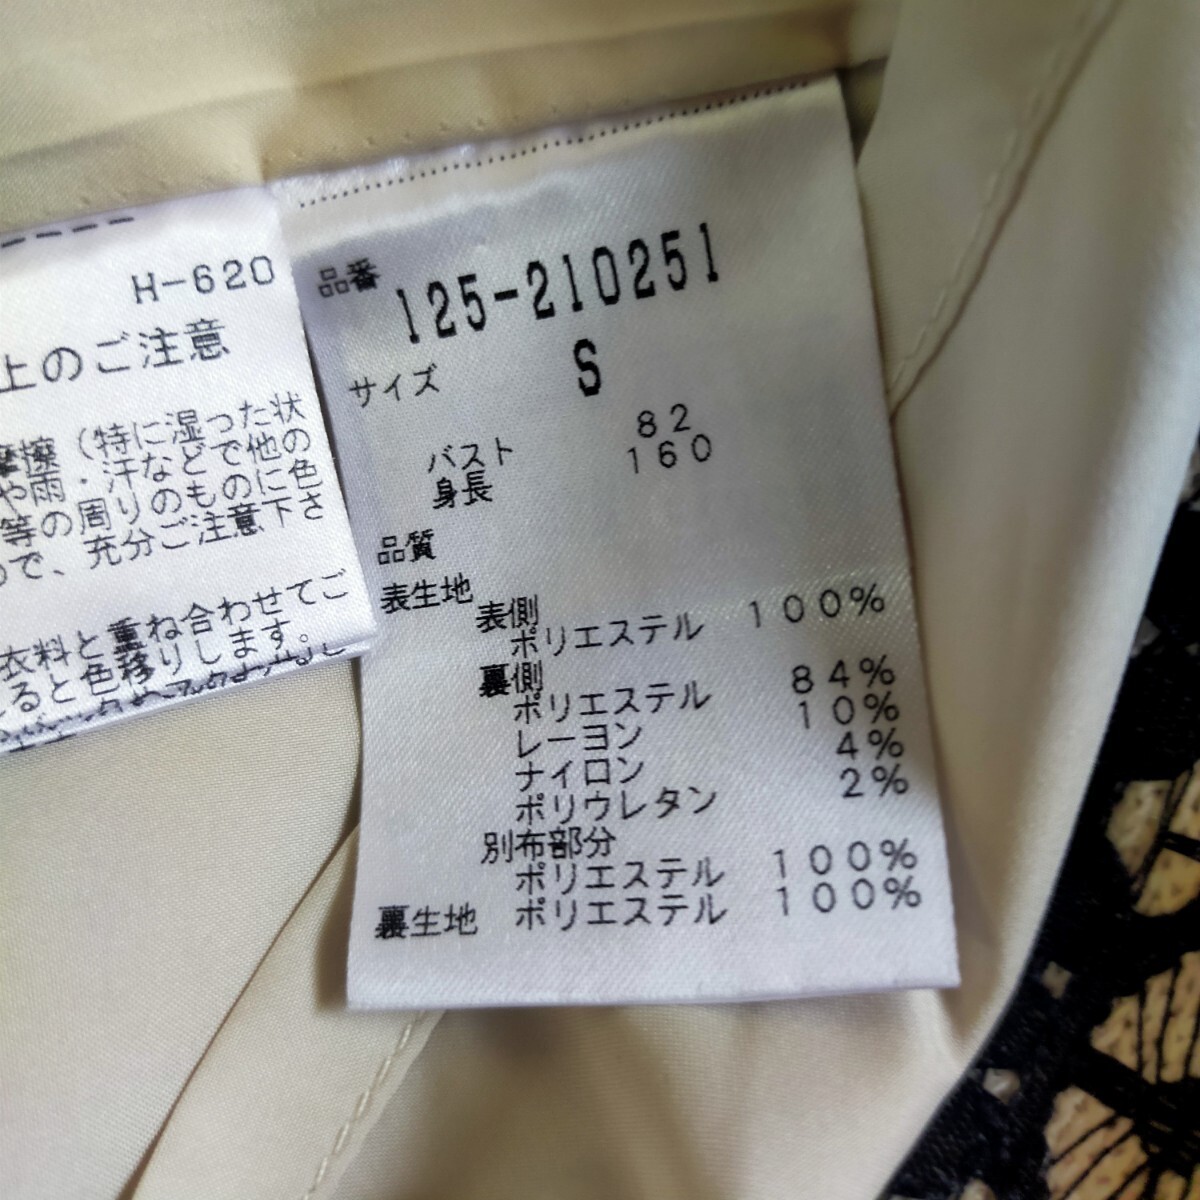 H-620
上のご注意
摩擦（特に湿った状
や雨・汗などで他の
等の周りのものに色
ので、充分ご注意下さ
衣料と重ね合わせてご
えると色移りします。
品番 125-210251
サイズ S
バスト 82
身長 160
品質
表生地
表側
ポリエステル 100%
裏側
ポリエステル 84%
レーヨン 10%
ナイロン 4%
ポリウレタン 2%
別布部分
ポリエステル 100%
裏生地 ポリエステル 100%